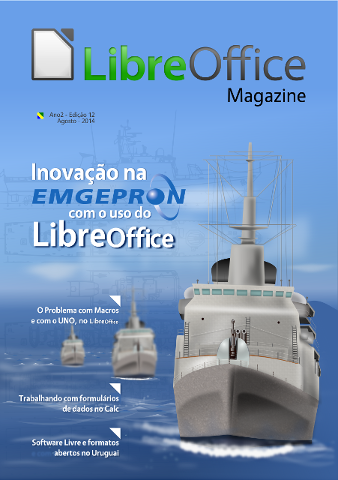 LibreOffice
Magazine
Ano2 - Edição 12
Agosto - 2014
Inovação na
EMGEPRON
com o uso do
LibreOffice
O Problema com Macros
e com o UNO, no LibreOffice
Trabalhando com formulários
de dados no Calc
Software Livre e formatos
abertos no Uruguai